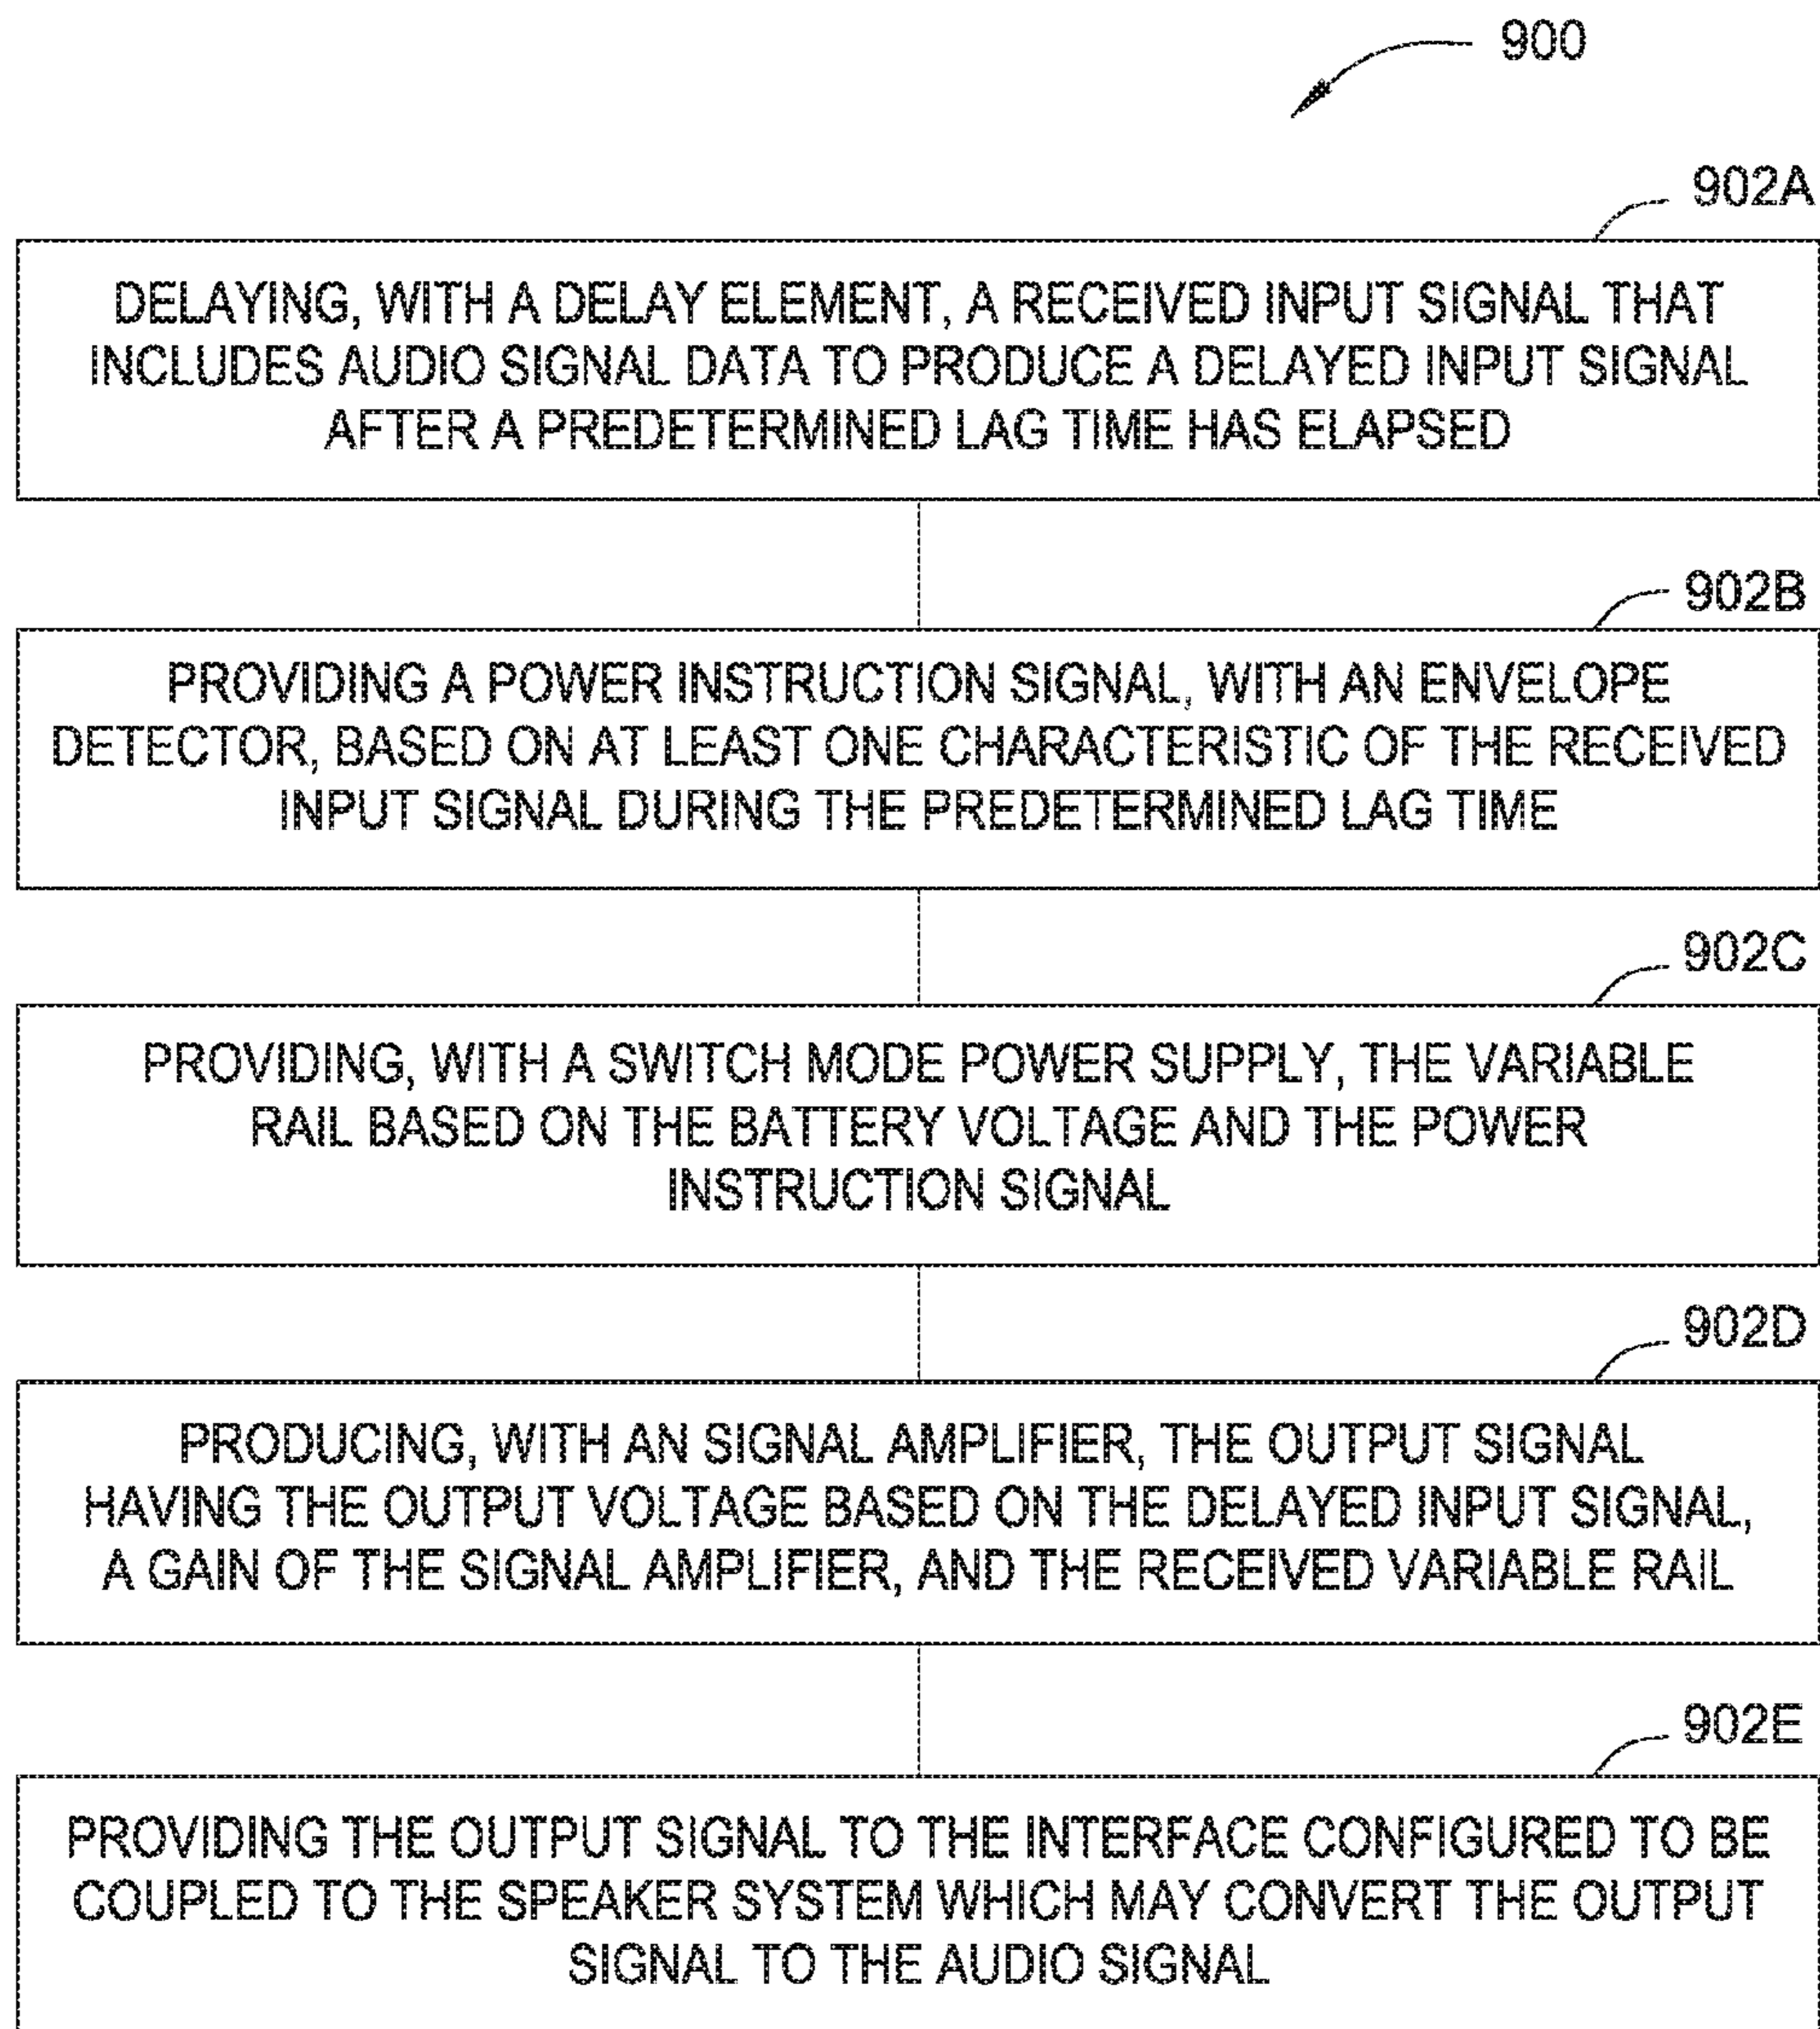 900
902A
DELAYING, WITH A DELAY ELEMENT, A RECEIVED INPUT SIGNAL THAT
INCLUDES AUDIO SIGNAL DATA TO PRODUCE A DELAYED INPUT SIGNAL
AFTER A PREDETERMINED LAG TIME HAS ELAPSED
902B
PROVIDING A POWER INSTRUCTION SIGNAL, WITH AN ENVELOPE
DETECTOR, BASED ON AT LEAST ONE CHARACTERISTIC OF THE RECEIVED
INPUT SIGNAL DURING THE PREDETERMINED LAG TIME
902C
PROVIDING, WITH A SWITCH MODE POWER SUPPLY, THE VARIABLE
RAIL BASED ON THE BATTERY VOLTAGE AND THE POWER
INSTRUCTION SIGNAL
902D
PRODUCING, WITH AN SIGNAL AMPLIFIER, THE OUTPUT SIGNAL
HAVING THE OUTPUT VOLTAGE BASED ON THE DELAYED INPUT SIGNAL,
A GAIN OF THE SIGNAL AMPLIFIER, AND THE RECEIVED VARIABLE RAIL
902E
PROVIDING THE OUTPUT SIGNAL TO THE INTERFACE CONFIGURED TO BE
COUPLED TO THE SPEAKER SYSTEM WHICH MAY CONVERT THE OUTPUT
SIGNAL TO THE AUDIO SIGNAL